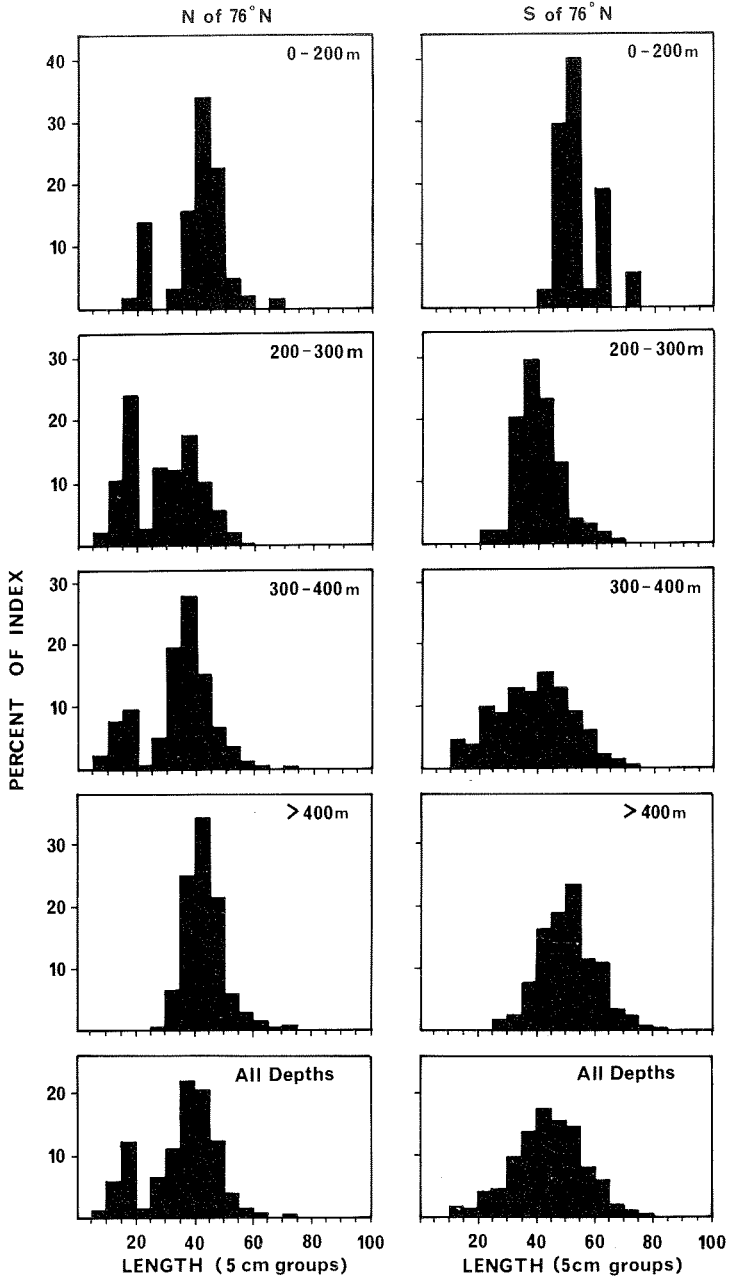 N of 76°N
S of 76°N
40
30
20
10
0-200m
0-200m
30
20
10
200-300m
200-300m
30
20
10
300-400m
300-400m
PERCENT OF INDEX
30
20
10
>400m
>400m
20
10
All Depths
All Depths
20 40 60 80 100
20 40 60 80 100
LENGTH (5 cm groups)
LENGTH (5cm groups)